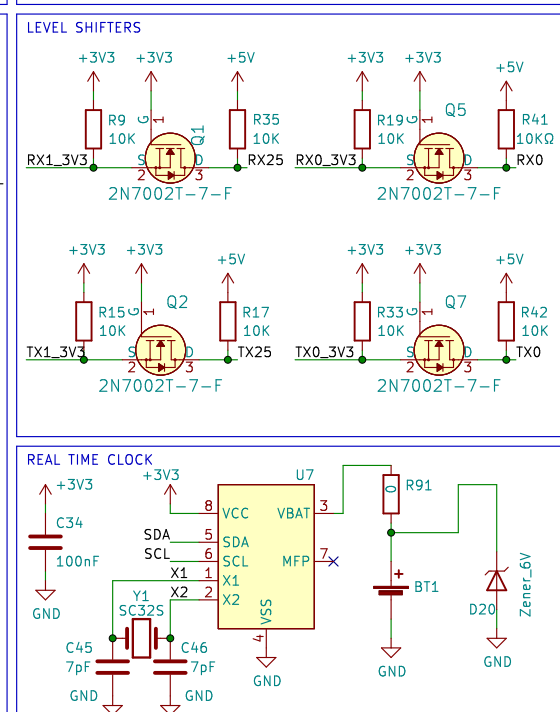 LEVEL SHIFTERS
+3V3 +3V3 +5V
R9 10K
G 1
Q1
R35 10K
RX1_3V3
S 2
D 3
RX25
2N7002T-7-F
+3V3 +3V3 +5V
R19 10K
G 1
Q5
R41 10KΩ
RX0_3V3
S 2
D 3
RX0
2N7002T-7-F
+3V3 +3V3 +5V
R15 10K
G 1
Q2
R17 10K
TX1_3V3
S 2
D 3
TX25
2N7002T-7-F
+3V3 +3V3 +5V
R33 10K
G 1
Q7
R42 10K
TX0_3V3
S 2
D 3
TX0
2N7002T-7-F
REAL TIME CLOCK
+3V3
C34
100nF
GND
+3V3
U7
8 VCC
VBAT 3
SDA 5 SDA
SCL 6 SCL
MFP 7
X1 1 X1
X2 2 X2
VSS
4
GND
Y1
SC32S
C45
7pF
GND
C46
7pF
GND
0
R91
+
BT1
GND
D20
Zener_6V
GND